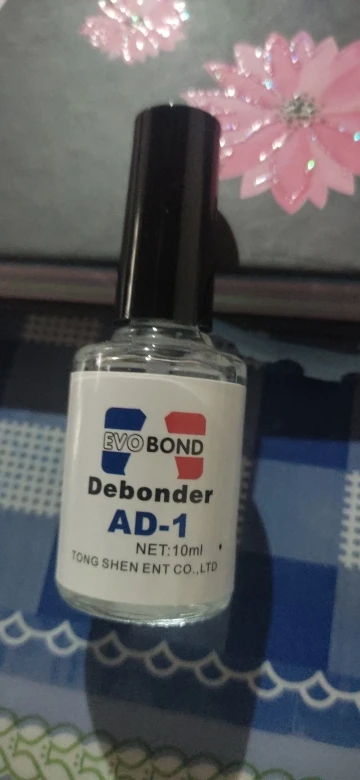 EVOBOND
Debonder
AD-1
NET:10ml
TONG SHEN ENT CO.,LTD